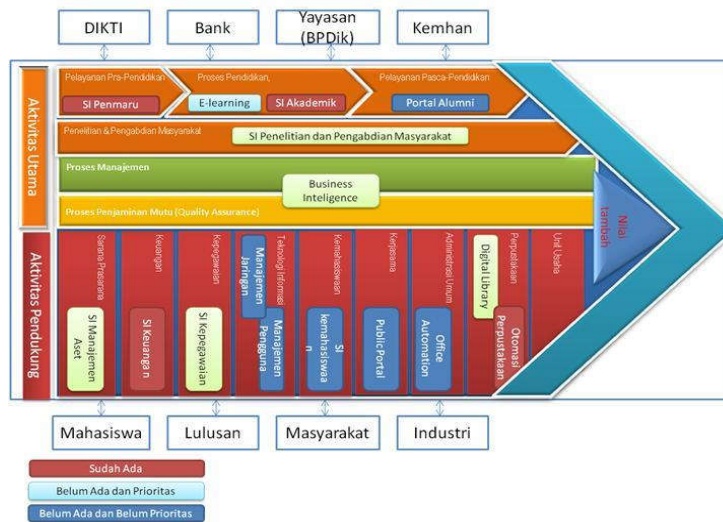 DIKTI
Bank
Yayasan
(BPDik)
Kemhan
Aktivitas Utama
Pelayanan Pra-Pendidikan
Proses Pendidikan,
Pelayanan Pasca-Pendidikan
SI Penmaru
E-learning
SI Akademik
Portal Alumni
Penelitian & Pengabdian Masyarakat
SI Penelitian dan Pengabdian Masyarakat
Proses Manajemen
Business
Inteligence
Proses Penjaminan Mutu (Quality Assurance)
Nilai
tambah
Aktivitas Pendukung
Sarana Prasarana
SI Manajemen
Aset
Keuangan
SI Keuangan
Kepegawaian
SI Kepegawaian
Teknologi Informasi
Manajemen
Jaringan
Manajemen
Pengguna
Kemahasiswaan
SI
kemahasiswaa
n
Kerjasama
Public Portal
Administrasi Umum
Office
Automation
Perpustakaan
Digital Library
Otomasi
Perpustakaan
Unit Usaha
Mahasiswa
Lulusan
Masyarakat
Industri
Sudah Ada
Belum Ada dan Prioritas
Belum Ada dan Belum Prioritas